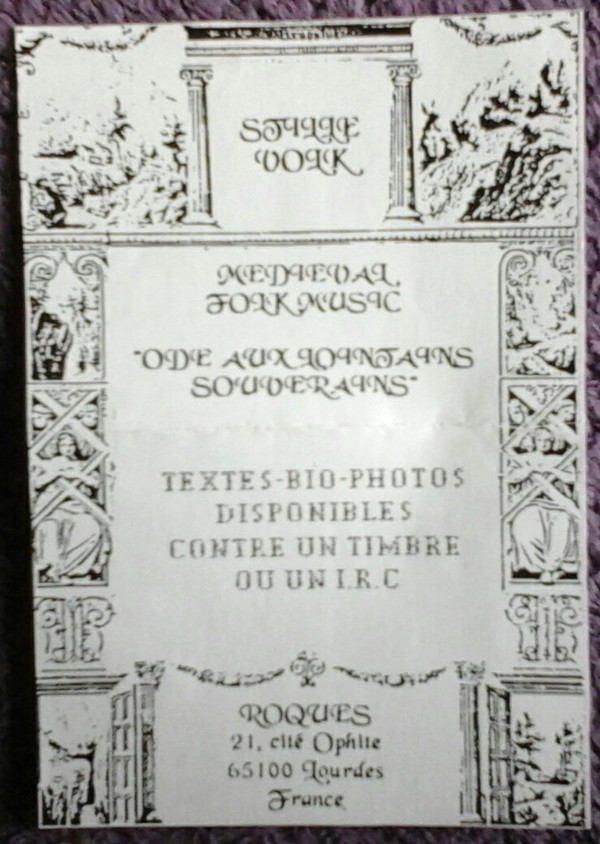 STILLE
VOLK
MEDIEVAL
FOLK MUSIC
"ODE AUX LOINTAINS
SOUVERAINS"
TEXTES-BIO-PHOTOS
DISPONIBLES
CONTRE UN TIMBRE
OU UN I.R.C
ROQUES
21, cité Ophite
65100 Lourdes
France